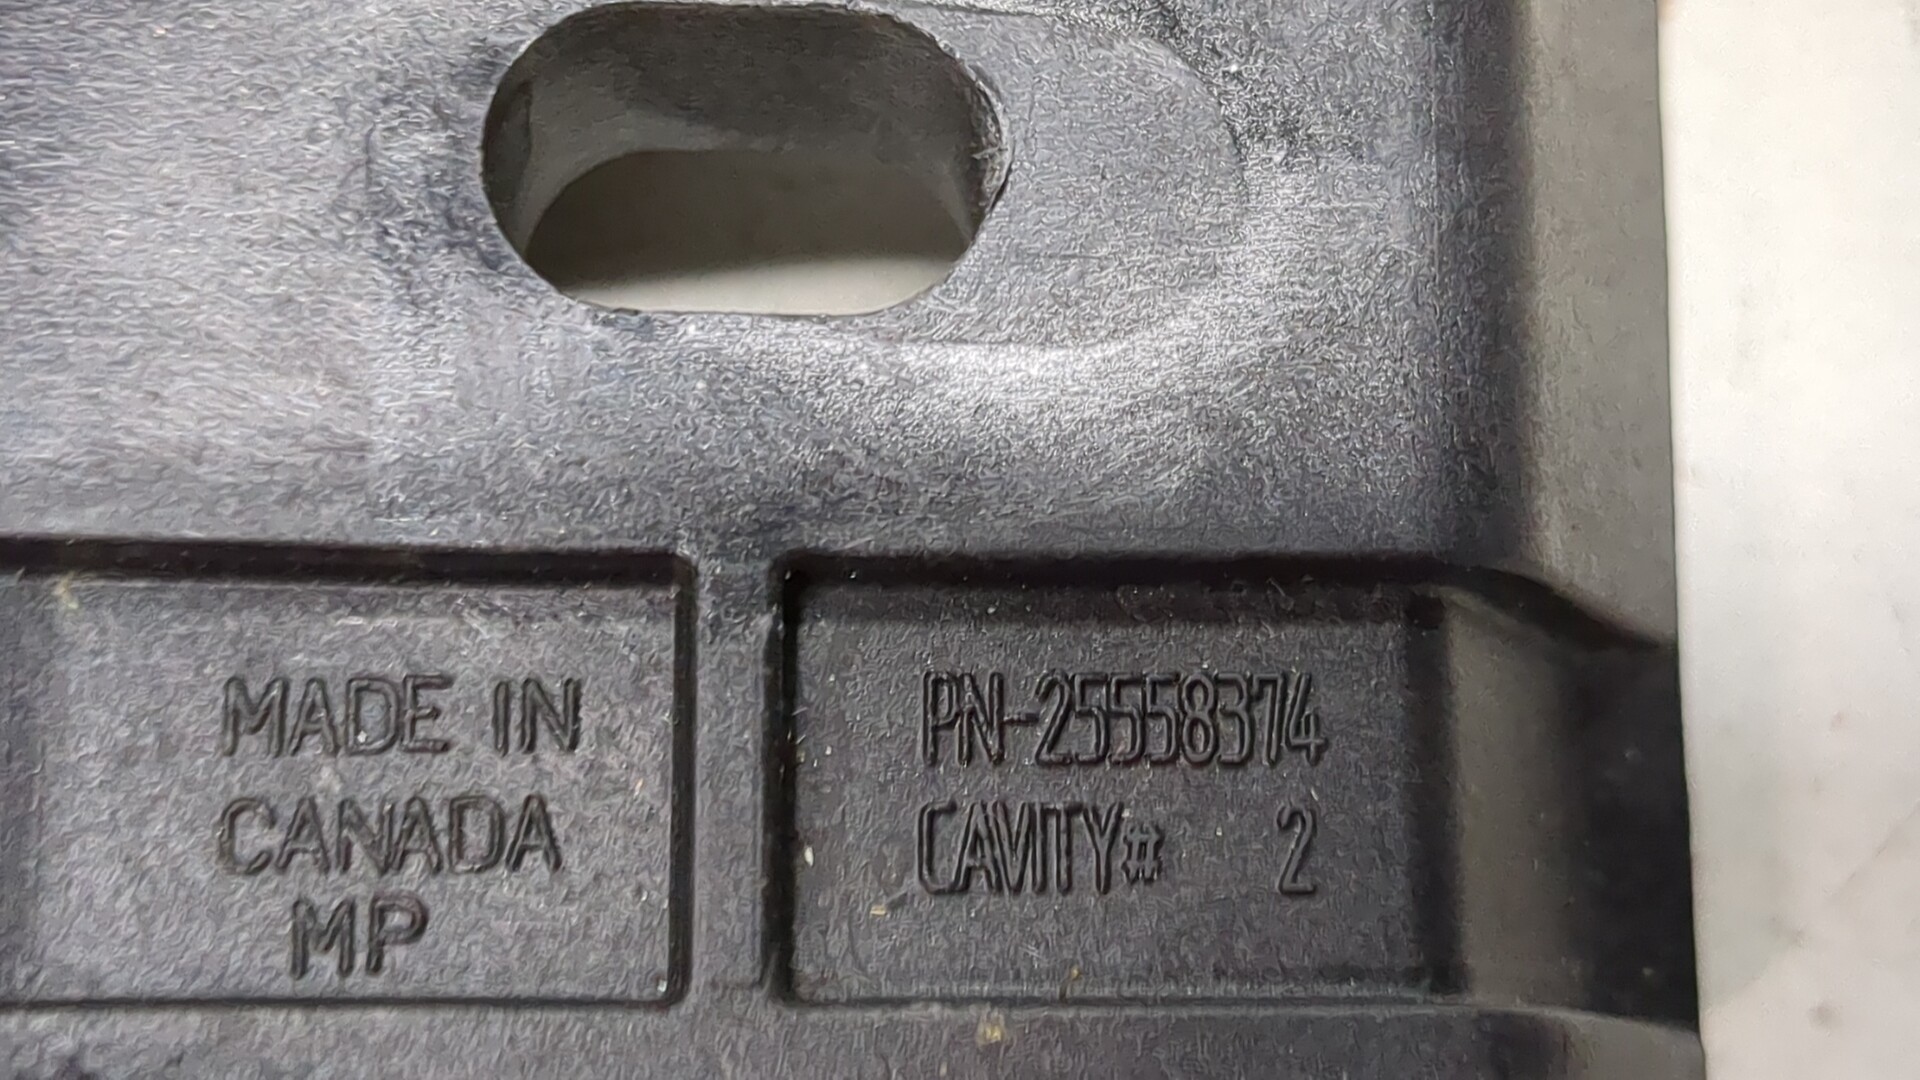 MADE IN
CANADA
MP
PN-25558374
CAVITY# 2